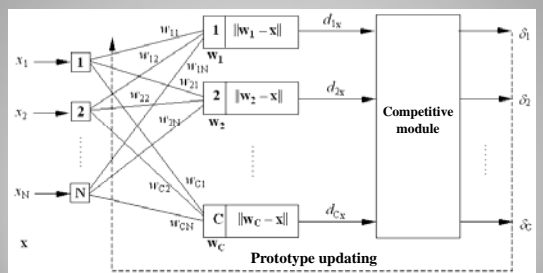 x1 1 w11 w12 w1N 1 ||w1 – x|| w1 d1x δ1
x2 2 w21 w22 w2N 2 ||w2 – x|| w2 d2x δ2
Competitive module
xN N wC1 wC2 wCN C ||wC – x|| wC dCx δC
x
Prototype updating